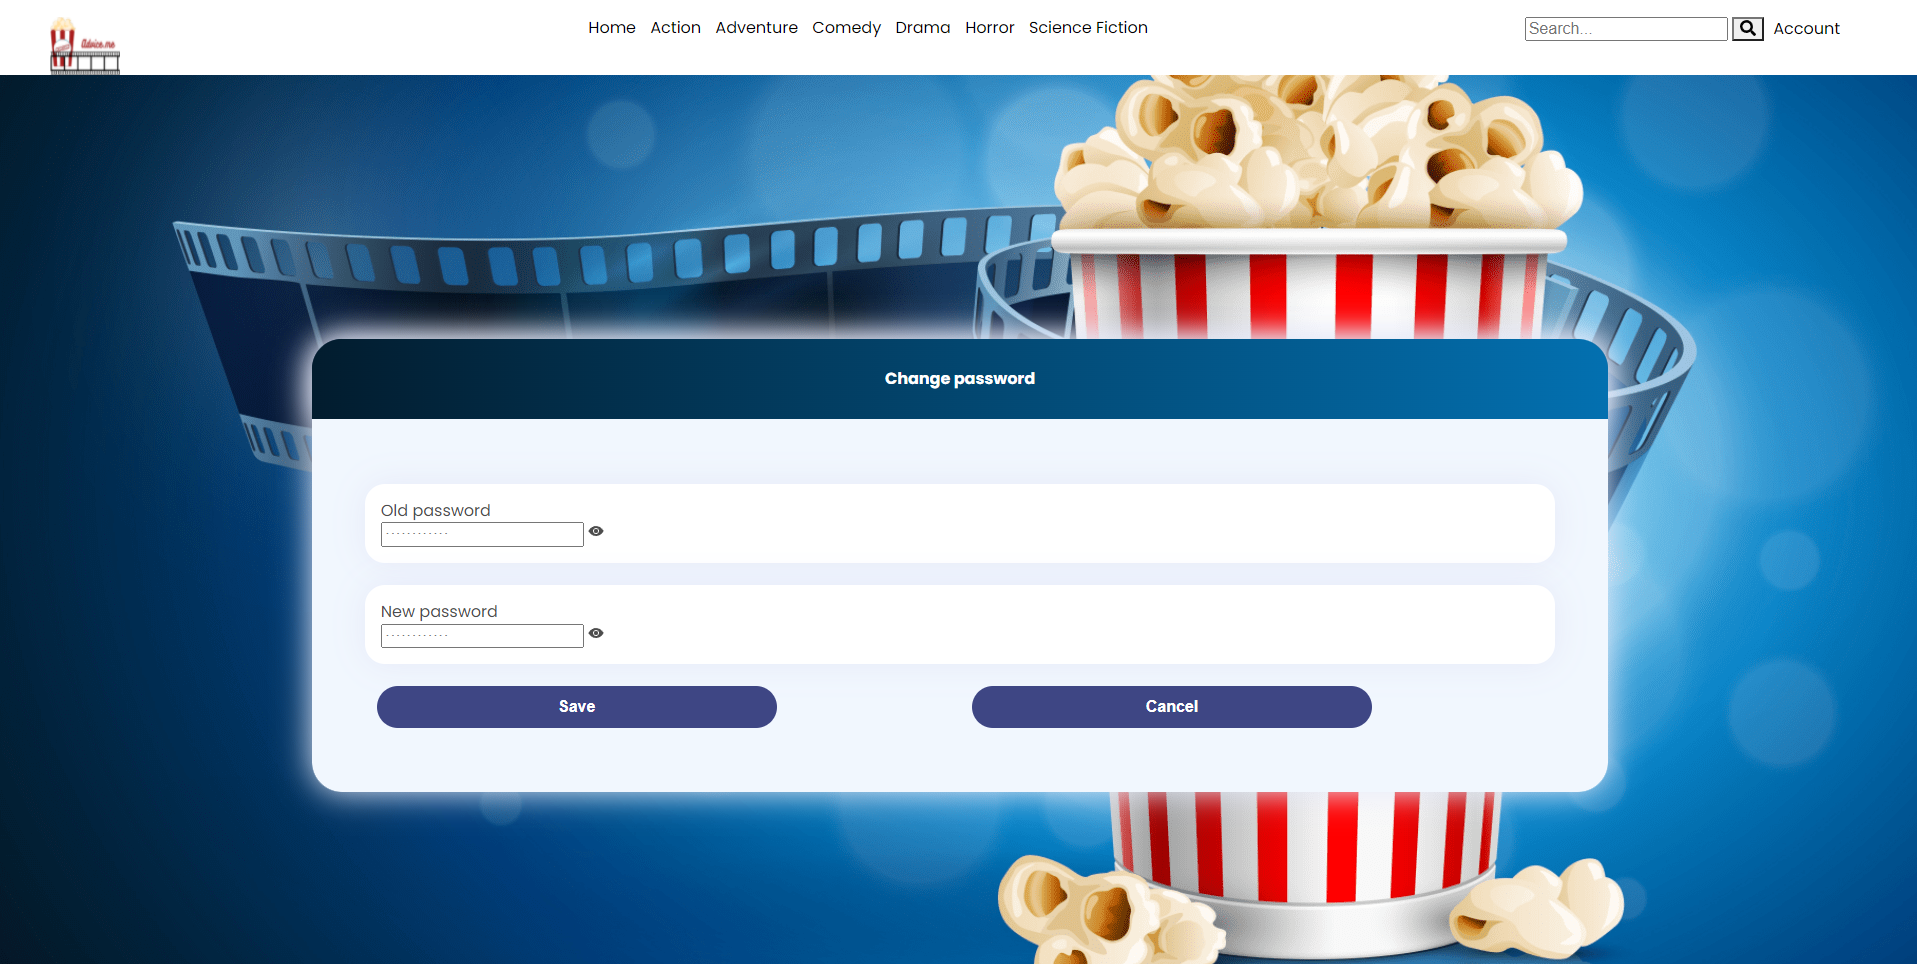 Advice.me
Home Action Adventure Comedy Drama Horror Science Fiction
Search...
Account
Change password
Old password
············
New password
············
Save
Cancel